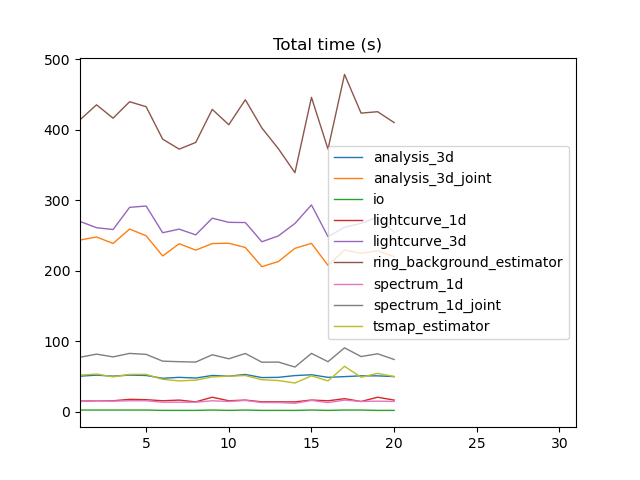 Total time (s)
500
400
300
200
100
0
analysis_3d
analysis_3d_joint
io
lightcurve_1d
lightcurve_3d
ring_background_estimator
spectrum_1d
spectrum_1d_joint
tsmap_estimator
5 10 15 20 25 30